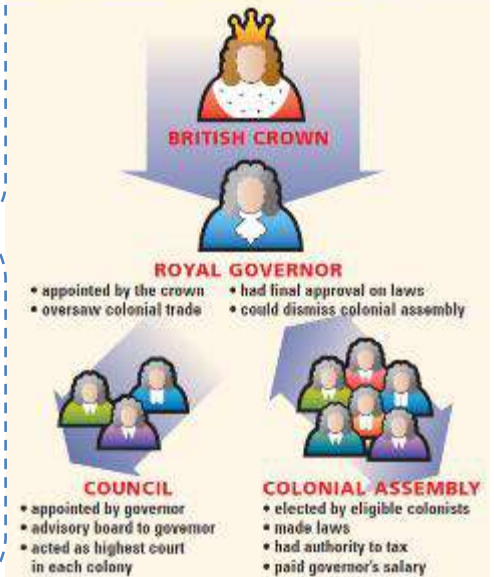 BRITISH CROWN
ROYAL GOVERNOR
• appointed by the crown
• oversaw colonial trade
• had final approval on laws
• could dismiss colonial assembly
COUNCIL
• appointed by governor
• advisory board to governor
• acted as highest court
in each colony
COLONIAL ASSEMBLY
• elected by eligible colonists
• made laws
• had authority to tax
• paid governor's salary